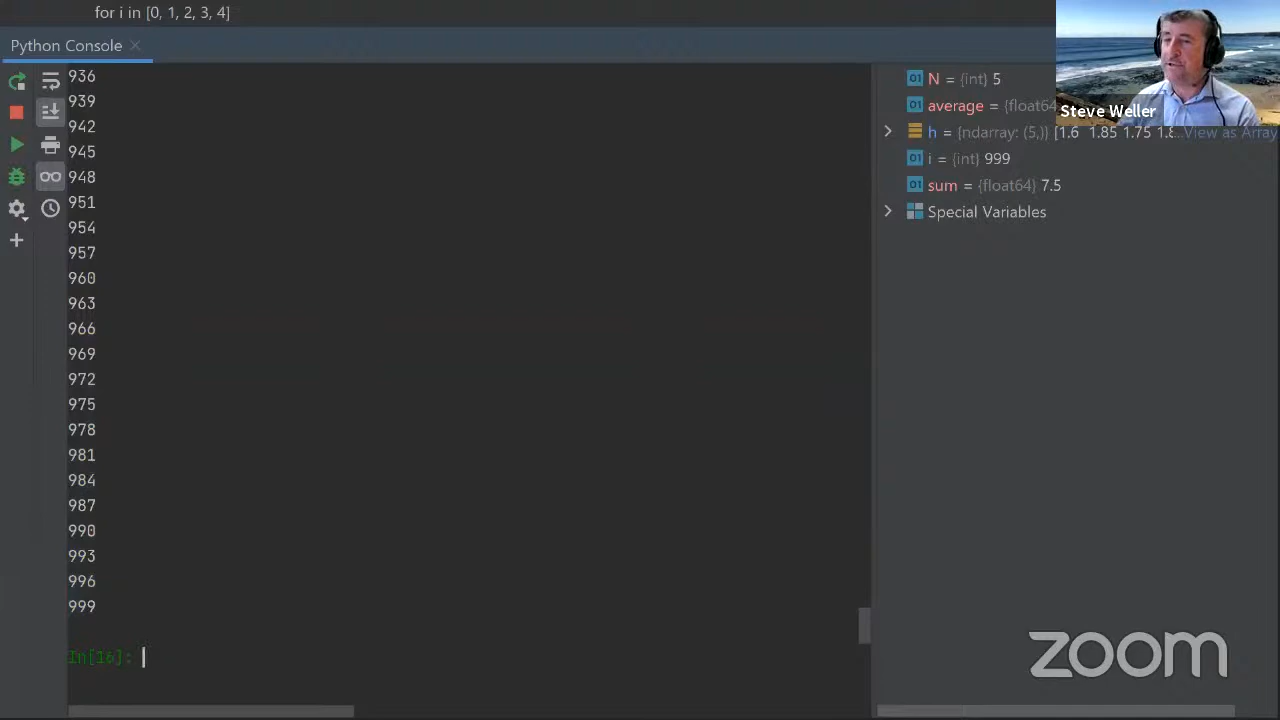 for i in [0, 1, 2, 3, 4]
Python Console
936
939
942
945
948
951
954
957
960
963
966
969
972
975
978
981
984
987
990
993
996
999
In[16]:
N = {int} 5
average = {float64
h = {ndarray: (5,)} [1.6 1.85 1.75 1.8...View as Array
i = {int} 999
sum = {float64} 7.5
Special Variables
Steve Weller
zoom